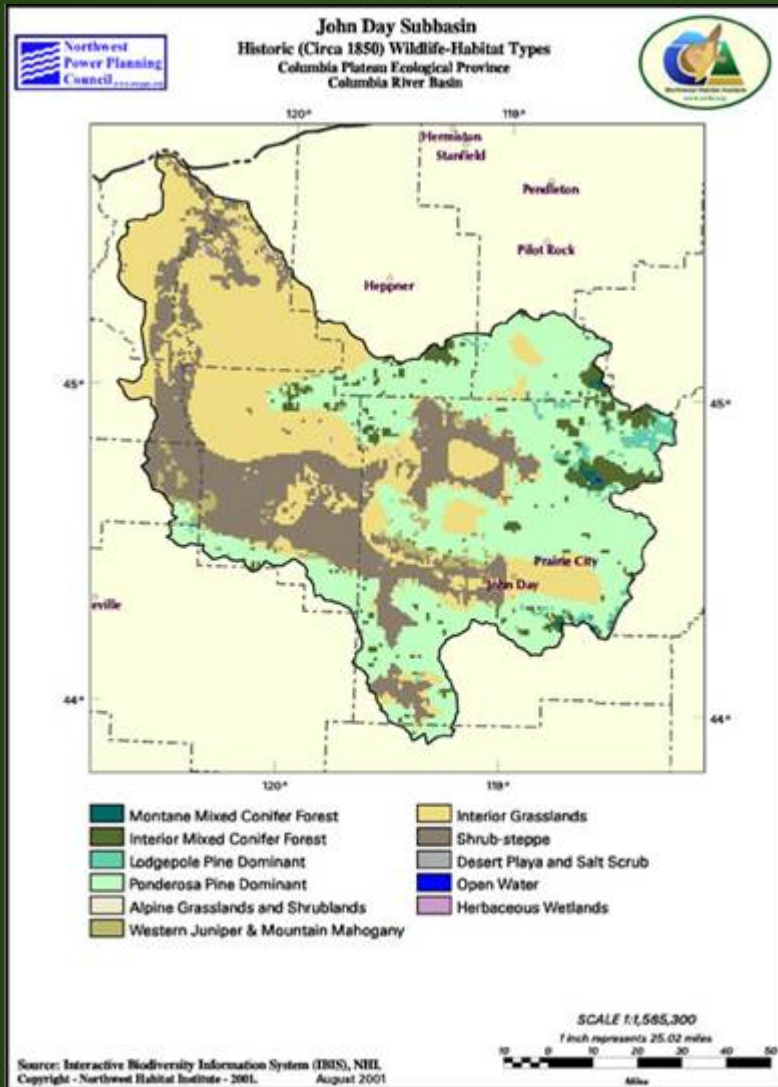 John Day Subbasin
Historic (Circa 1850) Wildlife-Habitat Types
Columbia Plateau Ecological Province
Columbia River Basin
Northwest
Power Planning
Council
Northwest Habitat Institute
120°
119°
Hermiston
Stanfield
Pendleton
Pilot Rock
Heppner
45°
45°
Prairie City
John Day
eville
44°
44°
120°
119°
Montane Mixed Conifer Forest
Interior Mixed Conifer Forest
Lodgepole Pine Dominant
Ponderosa Pine Dominant
Alpine Grasslands and Shrublands
Western Juniper & Mountain Mahogany
Interior Grasslands
Shrub-steppe
Desert Playa and Salt Scrub
Open Water
Herbaceous Wetlands
SCALE 1:1,585,300
1 inch represents 25.02 miles
10 0 10 20 30 40 50
Miles
Source: Interactive Biodiversity Information System (IBIS), NHI.
Copyright - Northwest Habitat Institute - 2001. August 2001